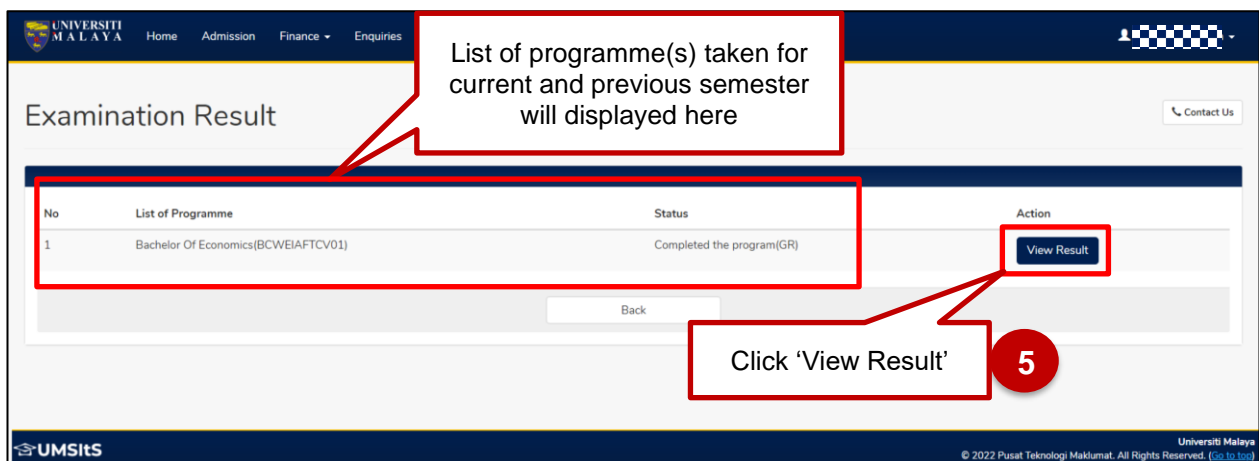 UNIVERSITI
MALAYA
Home Admission Finance Enquiries
List of programme(s) taken for
current and previous semester
will displayed here
Examination Result
Contact Us
No List of Programme Status Action
1 Bachelor Of Economics(BCWEIAFTCV01) Completed the program(GR) View Result
Back
Click ‘View Result’
5
UMSItS
Universiti Malaya
© 2022 Pusat Teknologi Maklumat. All Rights Reserved. (Go to top)